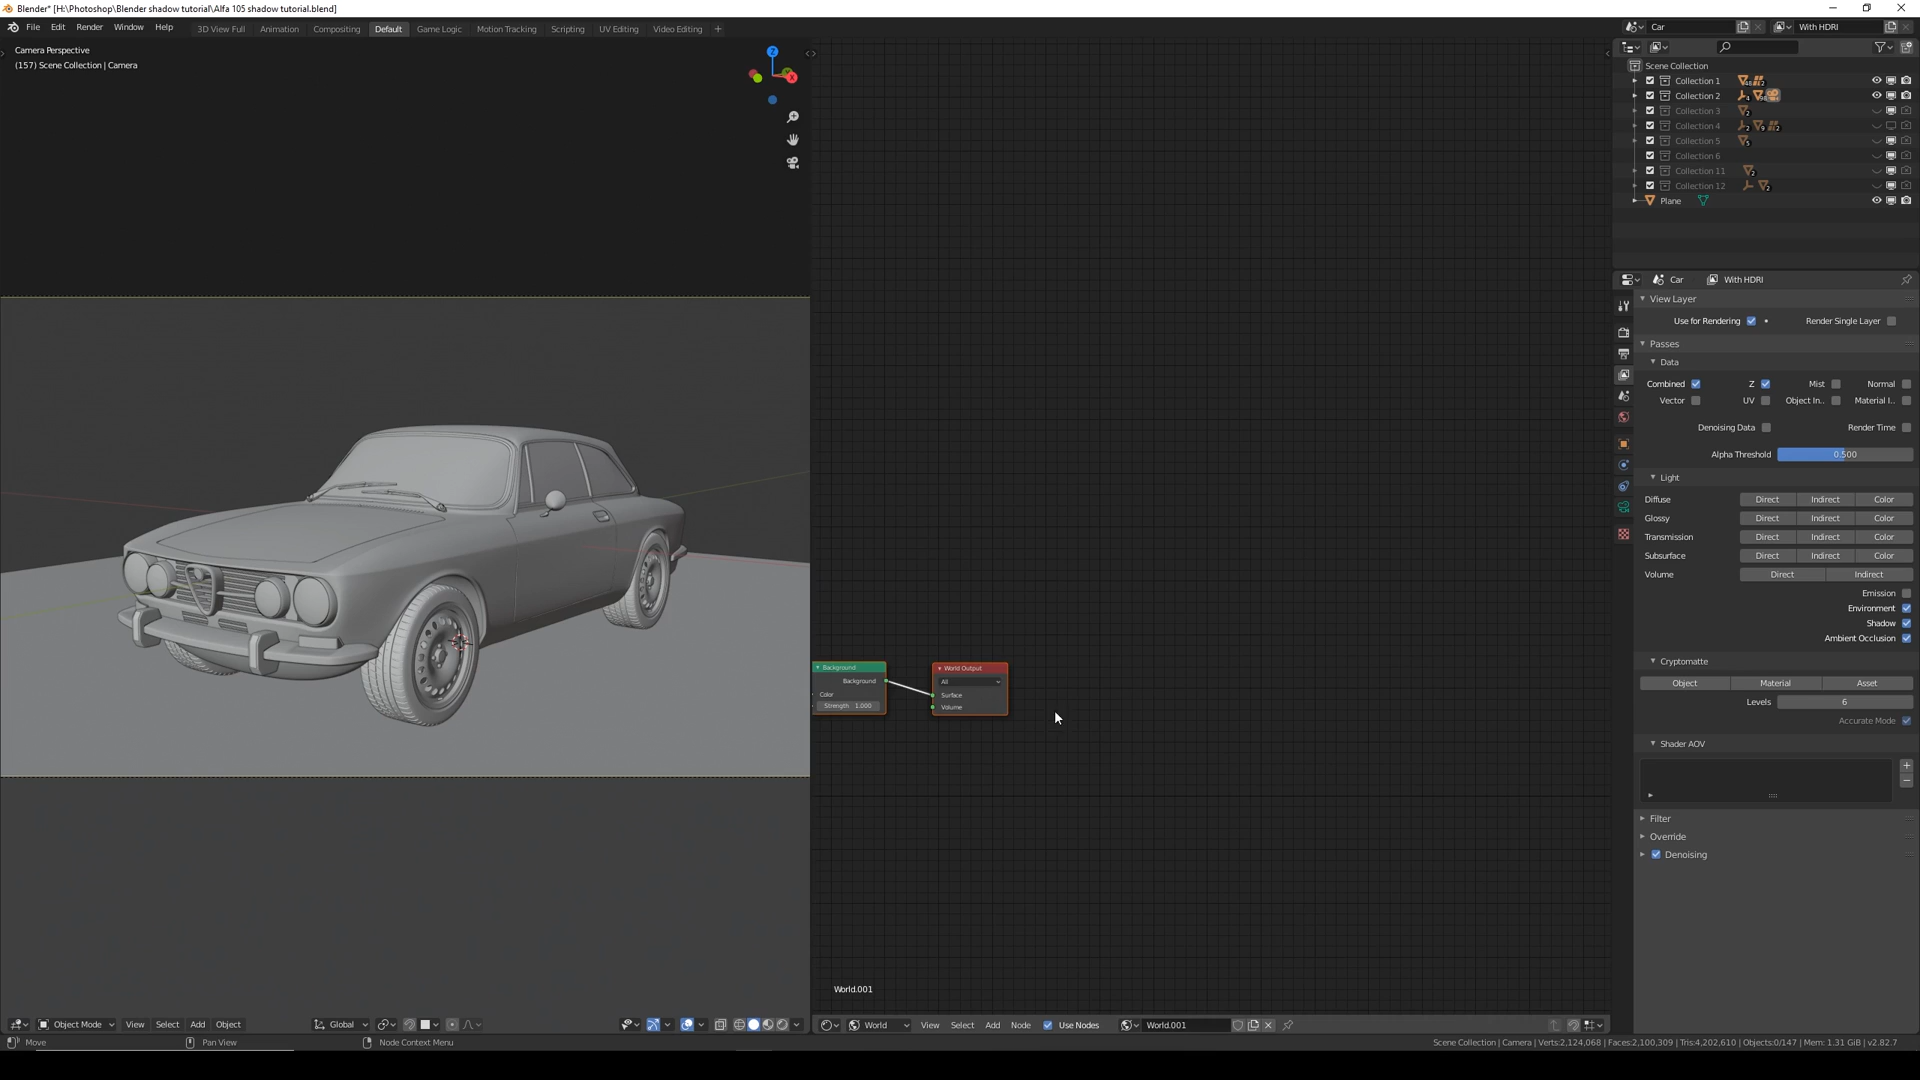 Blender* [H:\Photoshop\Blender shadow tutorial\Alfa 105 shadow tutorial.blend]
File Edit Render Window Help 3D View Full Animation Compositing Default Game Logic Motion Tracking Scripting UV Editing Video Editing + Car With HDRI
Camera Perspective
(157) Scene Collection | Camera
Z
X
Scene Collection
Collection 1
Collection 2
Collection 3
Collection 4
Collection 5
Collection 6
Collection 11
Collection 12
Plane
Car With HDRI
View Layer
Use for Rendering Render Single Layer
Passes
Data
Combined Z Mist Normal
Vector UV Object In.. Material I..
Denoising Data Render Time
Alpha Threshold 0.500
Light
Diffuse Direct Indirect Color
Glossy Direct Indirect Color
Transmission Direct Indirect Color
Subsurface Direct Indirect Color
Volume Direct Indirect
Emission
Environment
Shadow
Ambient Occlusion
Cryptomatte
Object Material Asset
Levels 6
Accurate Mode
Shader AOV
Filter
Override
Denoising
Background
Background
Color
Strength 1.000
World Output
All
Surface
Volume
World.001
Object Mode View Select Add Object Global
World View Select Add Node Use Nodes World.001
Move Pan View Node Context Menu Scene Collection | Camera | Verts:2,124,068 | Faces:2,100,309 | Tris:4,202,610 | Objects:0/147 | Mem: 1.31 GiB | v2.82.7